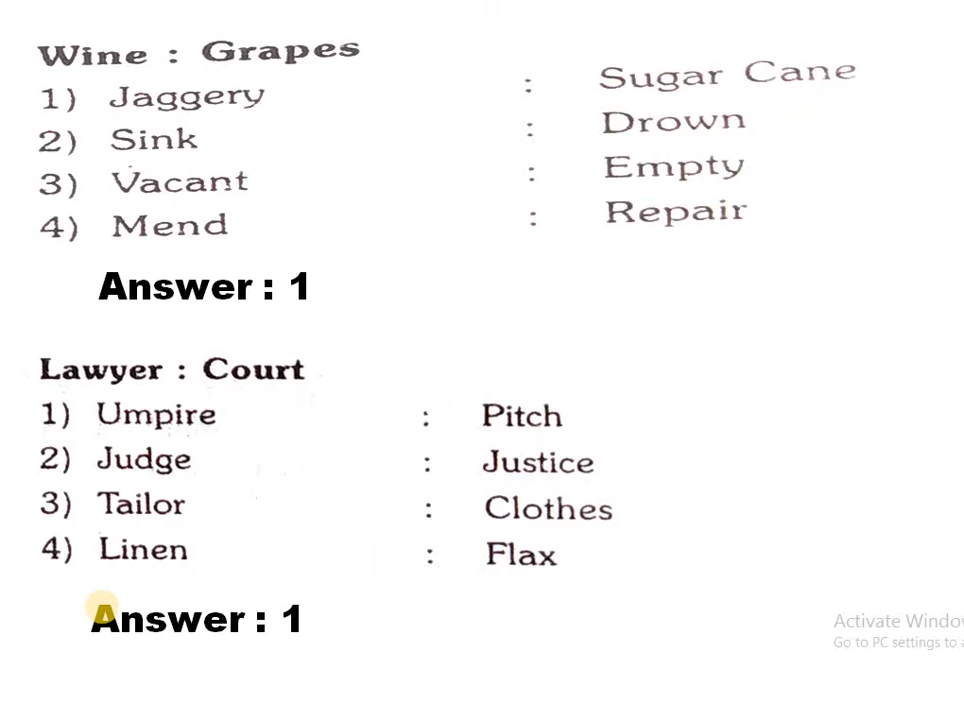 Wine : Grapes
1) Jaggery : Sugar Cane
2) Sink : Drown
3) Vacant : Empty
4) Mend : Repair
Answer : 1
Lawyer : Court
1) Umpire : Pitch
2) Judge : Justice
3) Tailor : Clothes
4) Linen : Flax
Answer : 1
Activate Window
Go to PC settings to